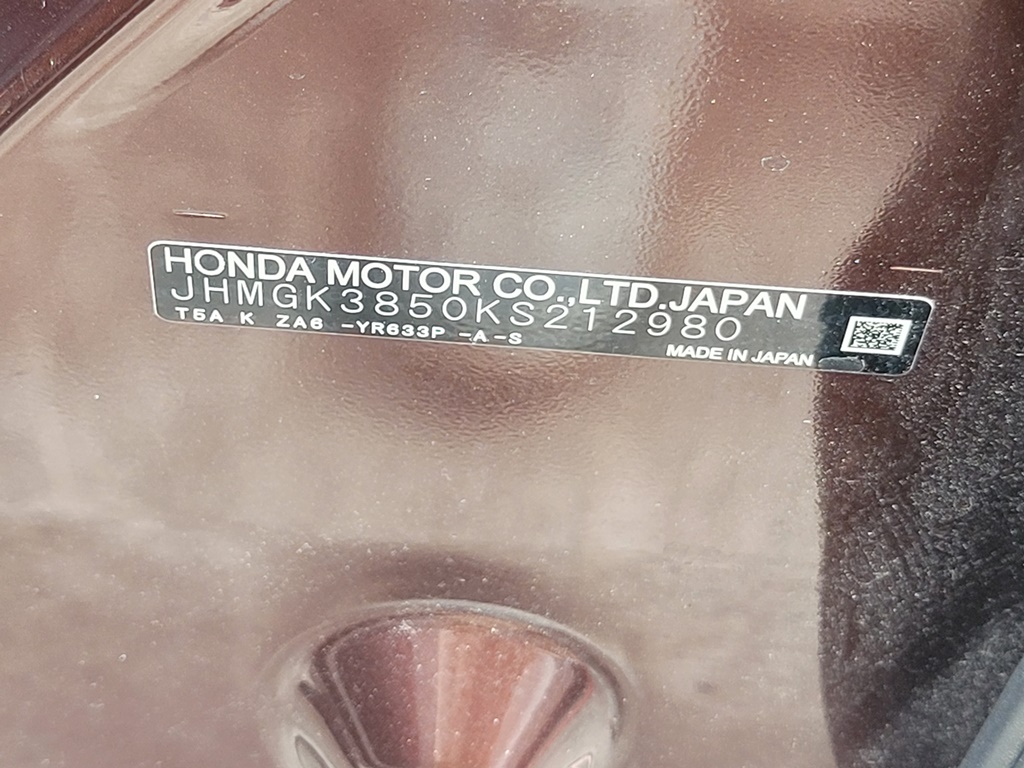 HONDA MOTOR CO.,LTD.JAPAN
JHMGK3850KS212980
T5A K ZA6 -YR633P -A -S
MADE IN JAPAN